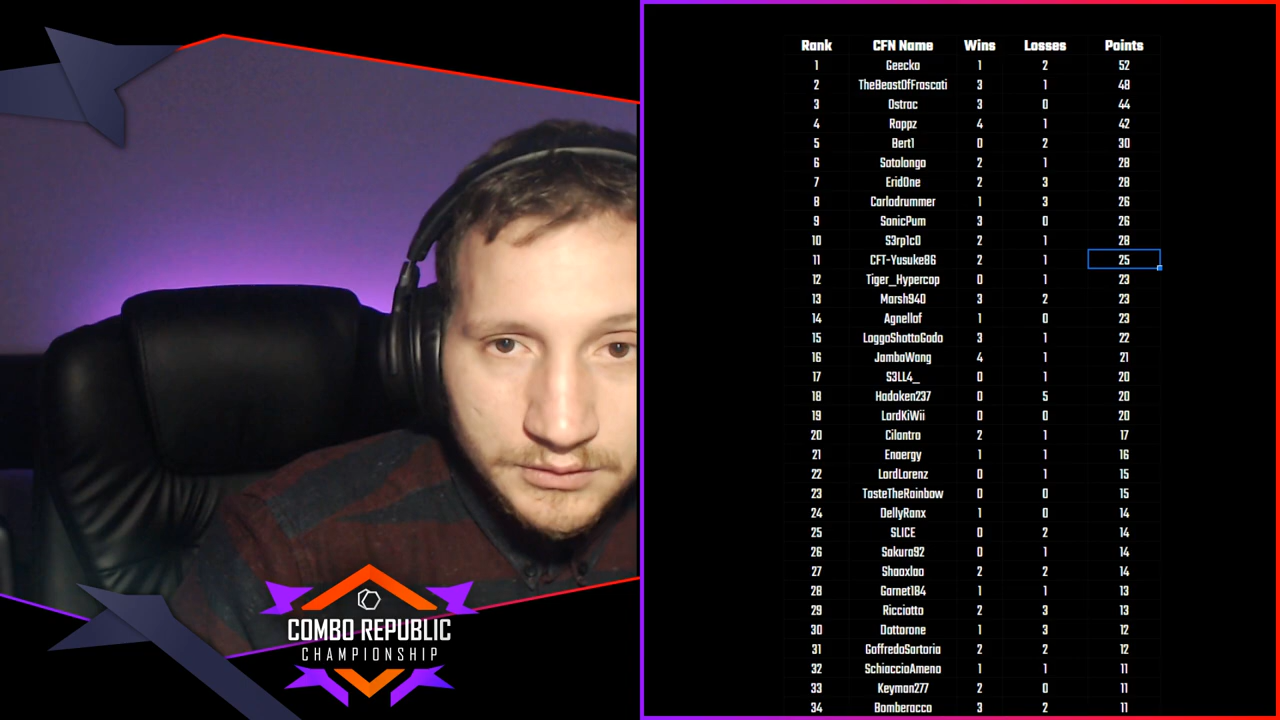 COMBO REPUBLIC
CHAMPIONSHIP
Rank CFN Name Wins Losses Points
1 Geecko 1 2 52
2 TheBeastOfFrascati 3 1 48
3 Ostrac 3 0 44
4 Rappz 4 1 42
5 Bert1 0 2 30
6 Sotolongo 2 1 28
7 EridOne 2 3 28
8 Carlodrummer 1 3 26
9 SonicPum 3 0 26
10 S3rp1c0 2 1 28
11 CFT-Yusuke86 2 1 25
12 Tiger_Hypercop 0 1 23
13 Marsh940 3 2 23
14 Agnellof 1 0 23
15 LoggoShottoGodo 3 1 22
16 JamboWong 4 1 21
17 S3LL4_ 0 1 20
18 Hadoken237 0 5 20
19 LordKiWii 0 0 20
20 Cilantro 2 1 17
21 Enaergy 1 1 16
22 LordLorenz 0 1 15
23 TasteTheRainbow 0 0 15
24 DellyRanx 1 0 14
25 SLICE 0 2 14
26 Sakura92 0 1 14
27 Shaoxlao 2 2 14
28 Gamet184 1 1 13
29 Ricciotto 2 3 13
30 Dottorone 1 3 12
31 GoffredoSartorio 2 2 12
32 SchiaccioAmeno 1 1 11
33 Keyman277 2 0 11
34 Bomberacco 3 2 11